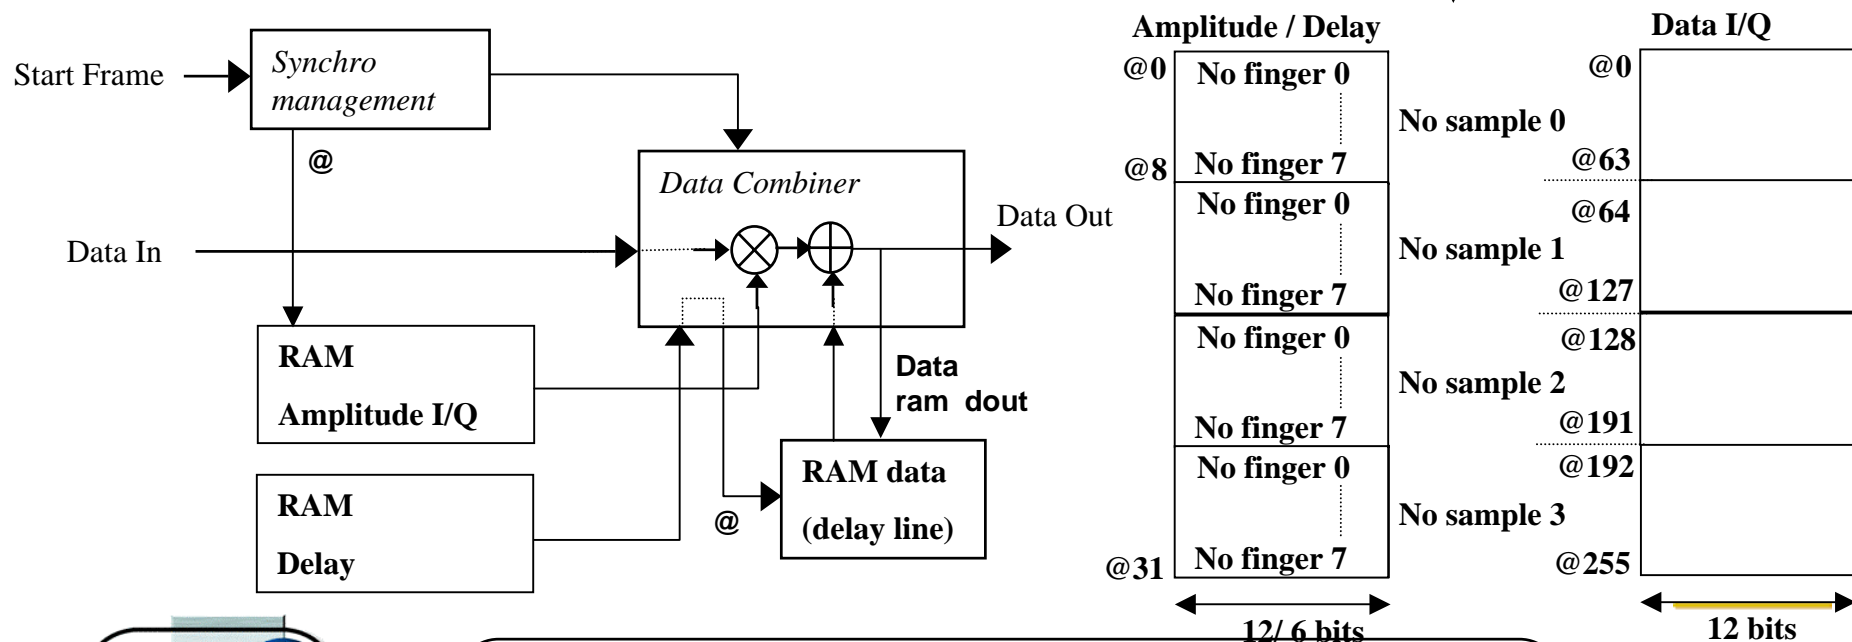 Start Frame
Synchro
management
@
Data In
Data Combiner
Data Out
RAM
Amplitude I/Q
Data
ram dout
RAM
Delay
@
RAM data
(delay line)
Amplitude / Delay
@0
No finger 0
No sample 0
@8
No finger 7
No finger 0
No sample 1
No finger 7
No finger 0
No sample 2
No finger 7
No finger 0
No sample 3
@31
No finger 7
12/ 6 bits
Data I/Q
@0
@63
@64
@127
@128
@191
@192
@255
12 bits